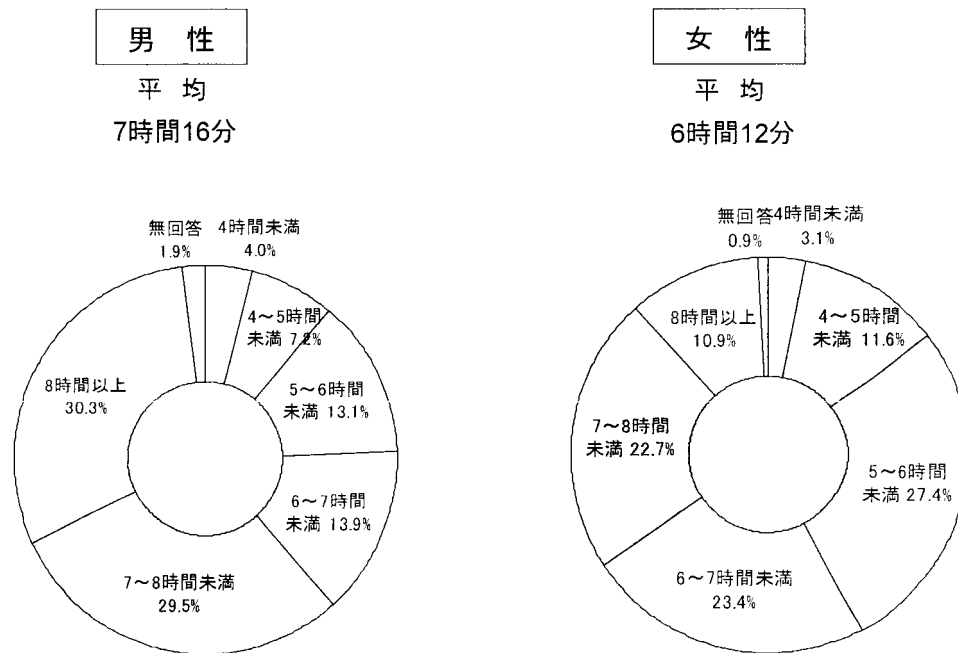 男 性
平 均
7時間16分
無回答
1.9%
4時間未満
4.0%
4～5時間
未満 7.2%
5～6時間
未満 13.1%
6～7時間
未満 13.9%
7～8時間未満
29.5%
8時間以上
30.3%
女 性
平 均
6時間12分
無回答
0.9%
4時間未満
3.1%
4～5時間
未満 11.6%
5～6時間
未満 27.4%
6～7時間未満
23.4%
7～8時間
未満 22.7%
8時間以上
10.9%